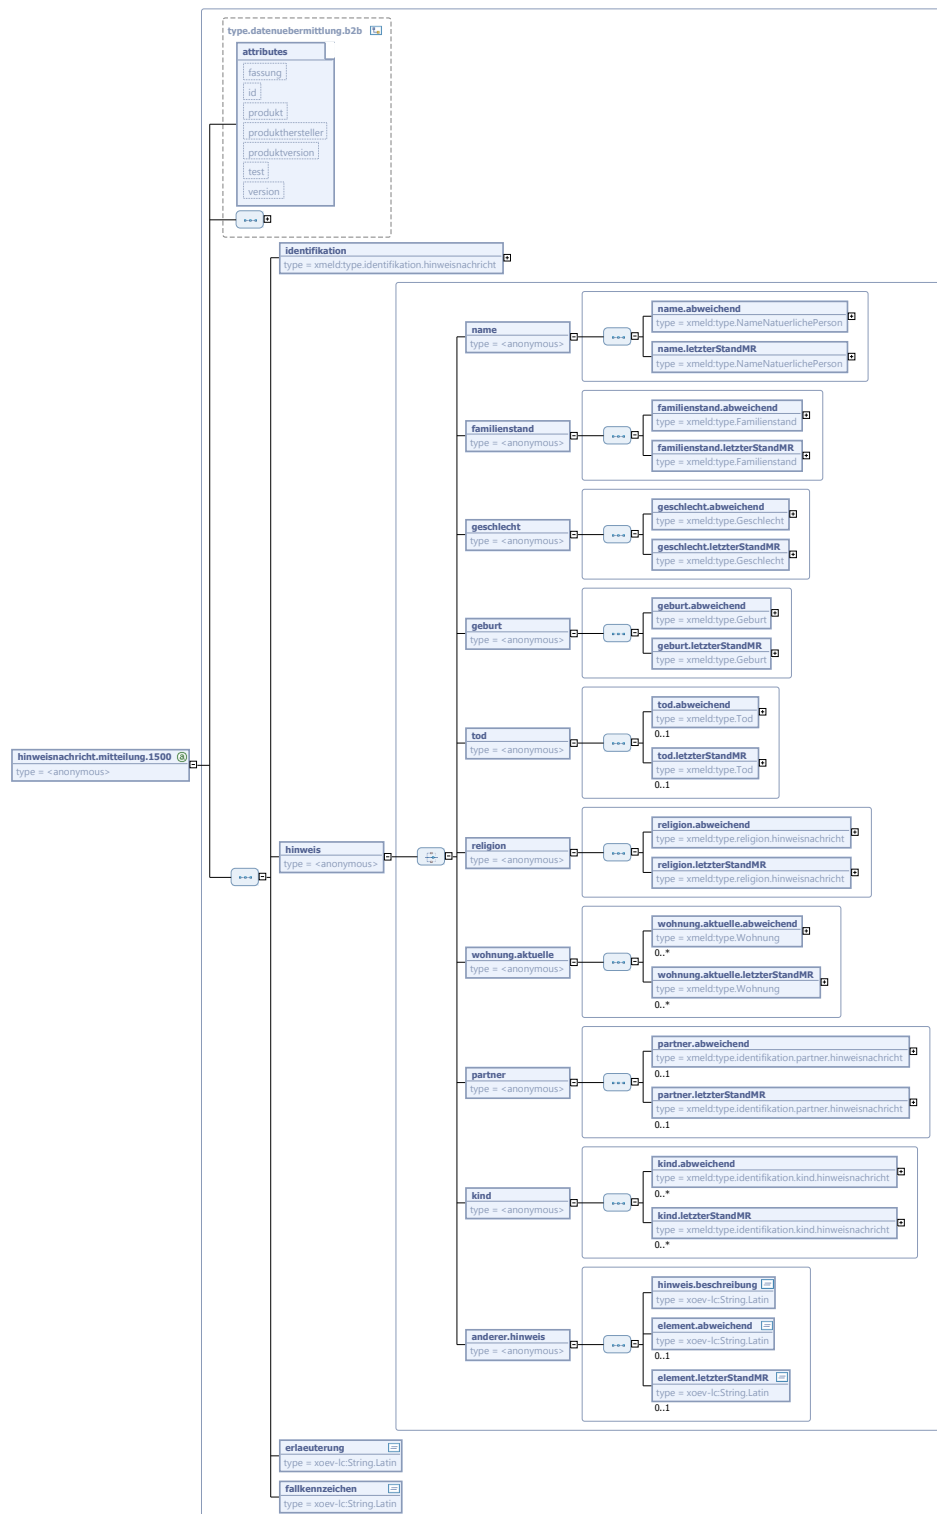 type.datenuebermittlung.b2b
attributes
fassung
id
produkt
produkthersteller
produktversion
test
version
identifikation
type = xmeld:type.identifikation.hinweisnachricht
name
type = <anonymous>
name.abweichend
type = xmeld:type.NameNatuerlichePerson
name.letzterStandMR
type = xmeld:type.NameNatuerlichePerson
familienstand
type = <anonymous>
familienstand.abweichend
type = xmeld:type.Familienstand
familienstand.letzterStandMR
type = xmeld:type.Familienstand
geschlecht
type = <anonymous>
geschlecht.abweichend
type = xmeld:type.Geschlecht
geschlecht.letzterStandMR
type = xmeld:type.Geschlecht
geburt
type = <anonymous>
geburt.abweichend
type = xmeld:type.Geburt
geburt.letzterStandMR
type = xmeld:type.Geburt
tod
type = <anonymous>
tod.abweichend
type = xmeld:type.Tod
0..1
tod.letzterStandMR
type = xmeld:type.Tod
0..1
hinweisnachricht.mitteilung.1500 a
type = <anonymous>
hinweis
type = <anonymous>
religion
type = <anonymous>
religion.abweichend
type = xmeld:type.religion.hinweisnachricht
religion.letzterStandMR
type = xmeld:type.religion.hinweisnachricht
wohnung.aktuelle
type = <anonymous>
wohnung.aktuelle.abweichend
type = xmeld:type.Wohnung
0..*
wohnung.aktuelle.letzterStandMR
type = xmeld:type.Wohnung
0..*
partner
type = <anonymous>
partner.abweichend
type = xmeld:type.identifikation.partner.hinweisnachricht
0..1
partner.letzterStandMR
type = xmeld:type.identifikation.partner.hinweisnachricht
0..1
kind
type = <anonymous>
kind.abweichend
type = xmeld:type.identifikation.kind.hinweisnachricht
0..*
kind.letzterStandMR
type = xmeld:type.identifikation.kind.hinweisnachricht
0..*
anderer.hinweis
type = <anonymous>
hinweis.beschreibung
type = xoev-lc:String.Latin
element.abweichend
type = xoev-lc:String.Latin
0..1
element.letzterStandMR
type = xoev-lc:String.Latin
0..1
erlaeuterung
type = xoev-lc:String.Latin
fallkennzeichen
type = xoev-lc:String.Latin